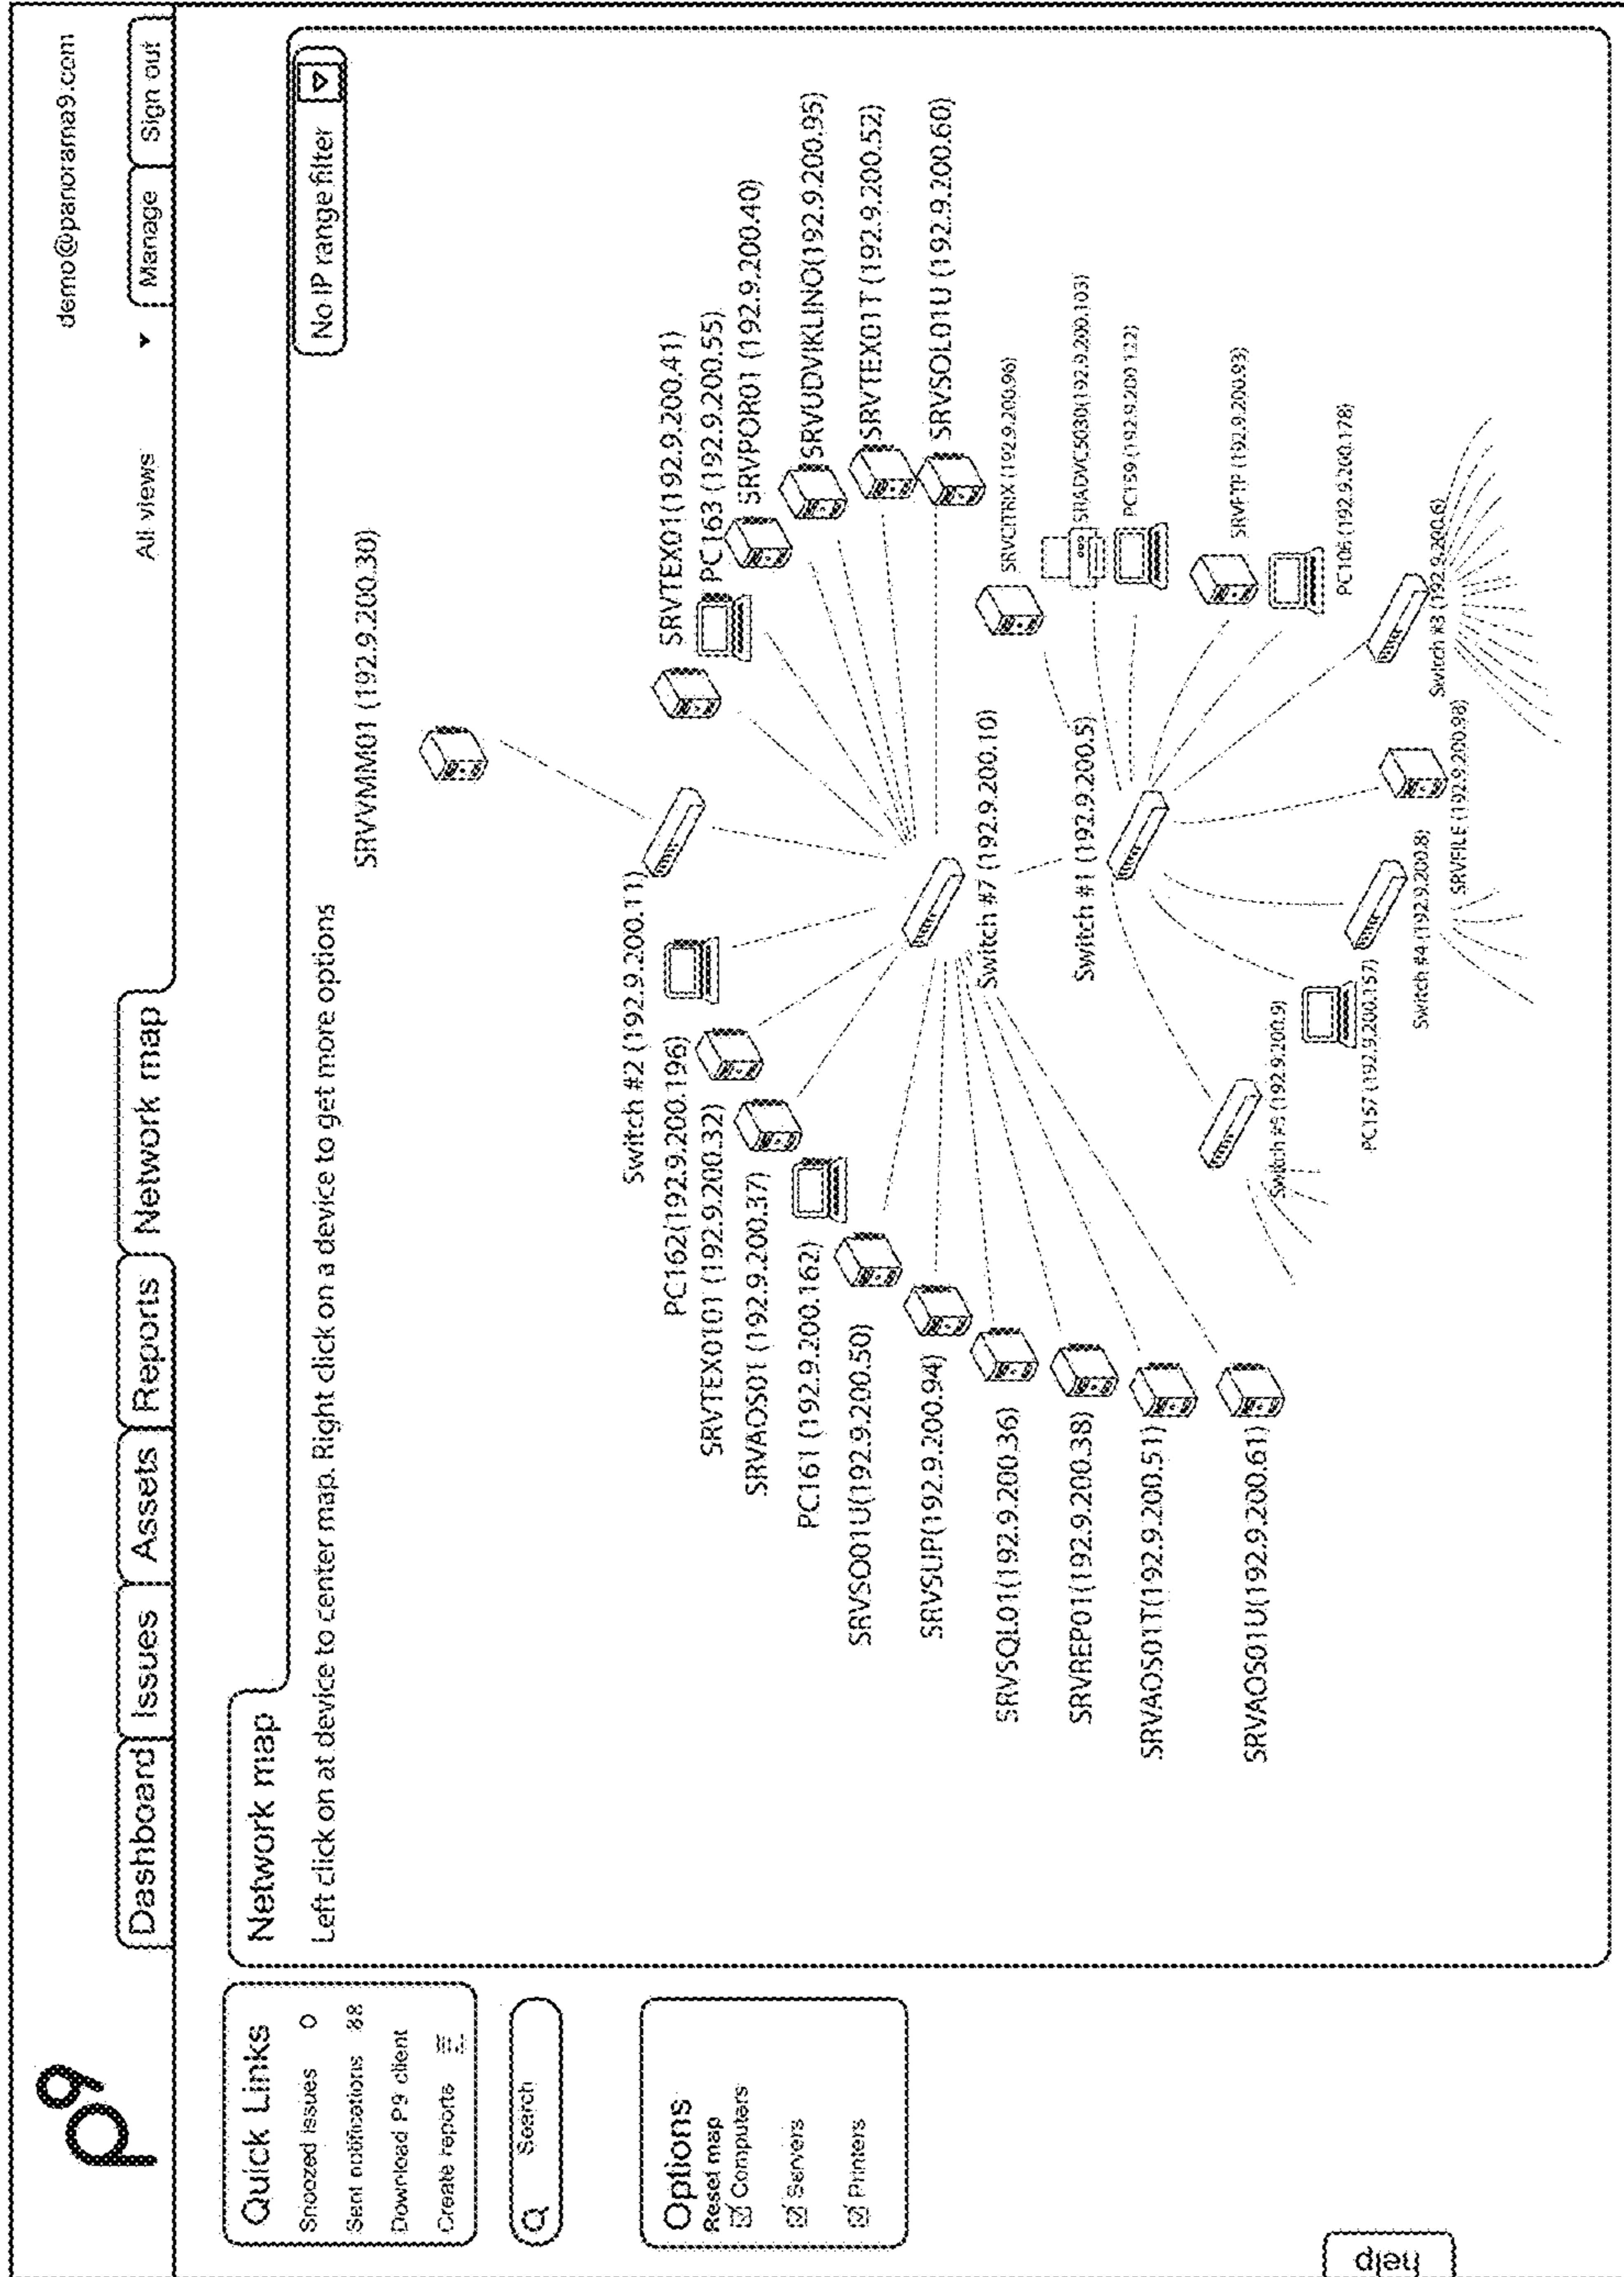 p9
demo@panorama9.com
Dashboard
Issues
Assets
Reports
Network map
All views
Manage
Sign out
Quick Links
Snoozed issues 0
Sent notifications 88
Download P9 client
Create reports
Search
Options
Reset map
Computers
Servers
Printers
help
Network map
No IP range filter
Left click on at device to center map. Right click on a device to get more options
SRVVMM01 (192.9.200.30)
Switch #2 (192.9.200.11)
PC162(192.9.200.196)
SRVTEX0101 (192.9.200.32)
SRVAOS01 (192.9.200.37)
PC161 (192.9.200.162)
SRVSO01U(192.9.200.50)
SRVSUP(192.9.200.94)
SRVSQL01(192.9.200.36)
SRVREP01(192.9.200.38)
SRVAOS01T(192.9.200.51)
SRVAOS01U(192.9.200.61)
SRVTEX01(192.9.200.41)
PC163 (192.9.200.55)
SRVPOR01 (192.9.200.40)
SRVUDVIKLINO(192.9.200.95)
SRVTEX01T (192.9.200.52)
SRVSOL01U (192.9.200.60)
Switch #7 (192.9.200.10)
Switch #1 (192.9.200.5)
SRVCITRIX (192.9.200.96)
SRADVC5030(192.9.200.103)
PC159 (192.9.200.122)
SRVFTP (192.9.200.93)
PC106 (192.9.200.178)
Switch #3 (192.9.200.6)
SRVFILE (192.9.200.98)
Switch #4 (192.9.200.8)
PC157 (192.9.200.157)
(192.9.200.9)